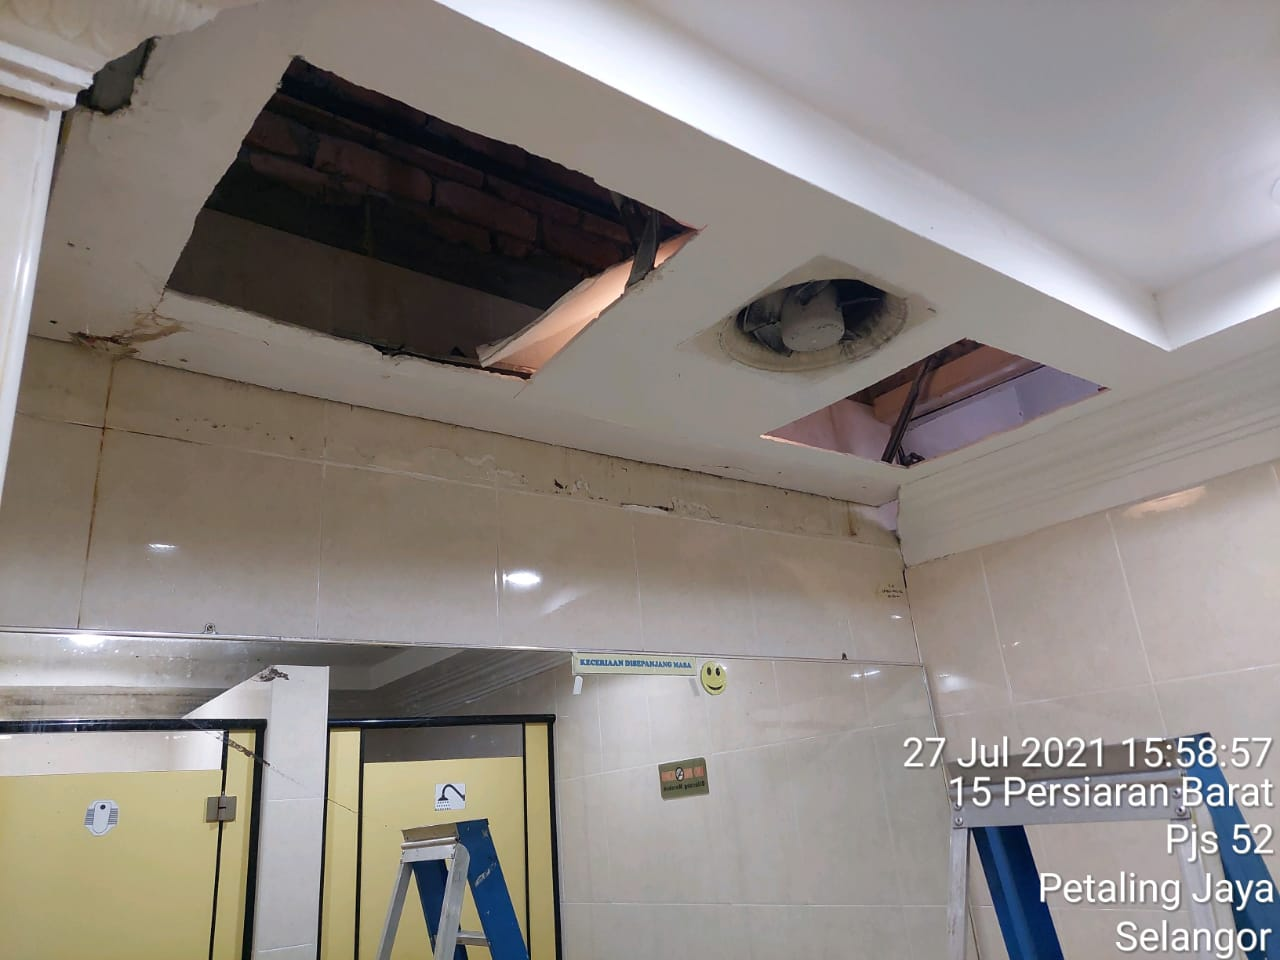 KECERIAAN DISEPANJANG MASA
27 Jul 2021 15:58:57
15 Persiaran Barat
Pjs 52
Petaling Jaya
Selangor